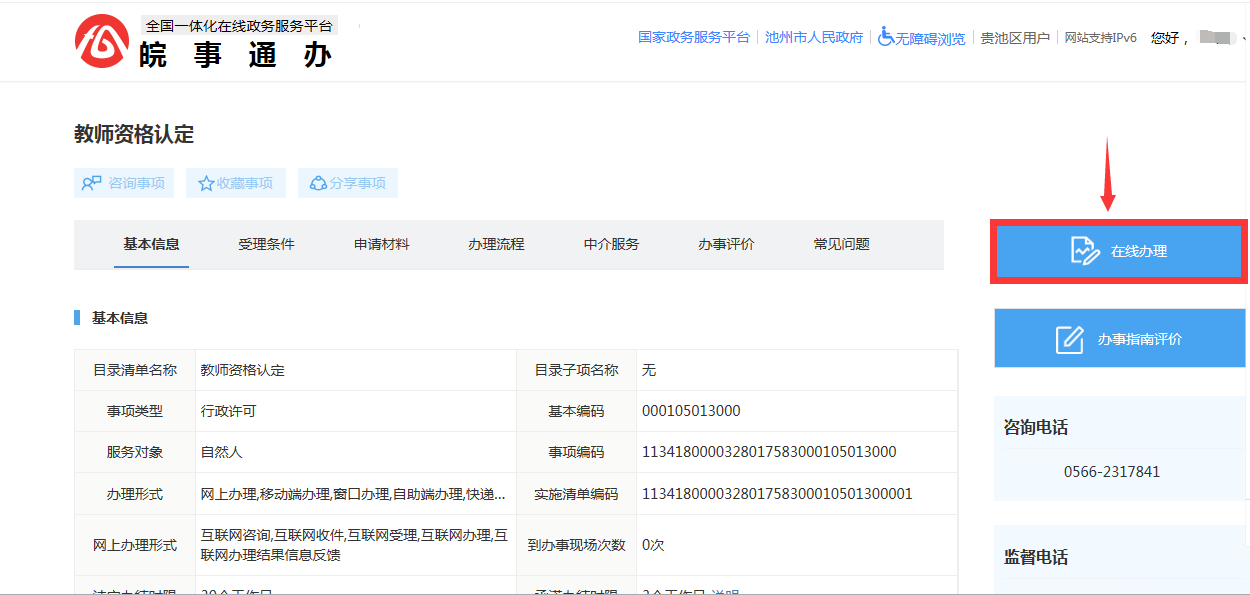 全国一体化在线政务服务平台
皖事通办
国家政务服务平台 池州市人民政府 无障碍浏览 贵池区用户 网站支持IPv6 您好，
教师资格认定
咨询事项 收藏事项 分享事项
基本信息 受理条件 申请材料 办理流程 中介服务 办事评价 常见问题
在线办理
办事指南评价
咨询电话
0566-2317841
监督电话
基本信息
目录清单名称 教师资格认定 目录子项名称 无
事项类型 行政许可 基本编码 000105013000
服务对象 自然人 事项编码 1134180000328017583000105013000
办理形式 网上办理,移动端办理,窗口办理,自助端办理,快递... 实施清单编码 113418000032801758300010501300001
网上办理形式 互联网咨询,互联网收件,互联网受理,互联网办理,互 到办事现场次数 0次
联网办理结果信息反馈